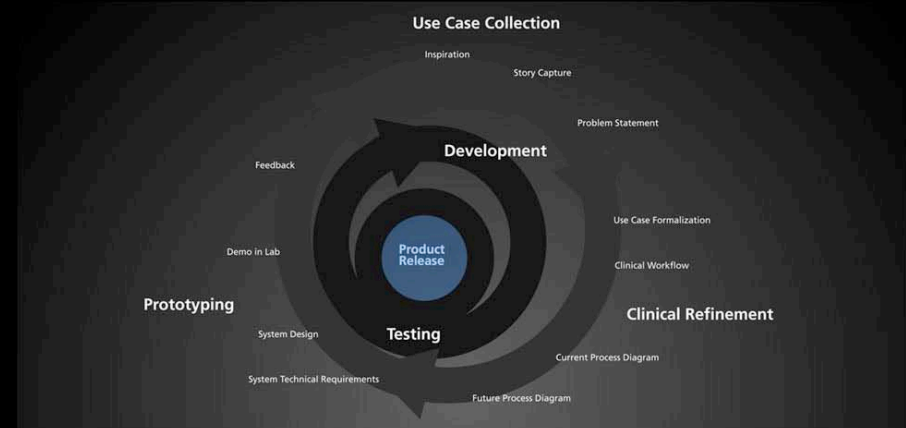 Use Case Collection
Inspiration
Story Capture
Problem Statement
Development
Feedback
Use Case Formalization
Demo in Lab
Product
Release
Clinical Workflow
Prototyping
Clinical Refinement
System Design
Testing
Current Process Diagram
System Technical Requirements
Future Process Diagram